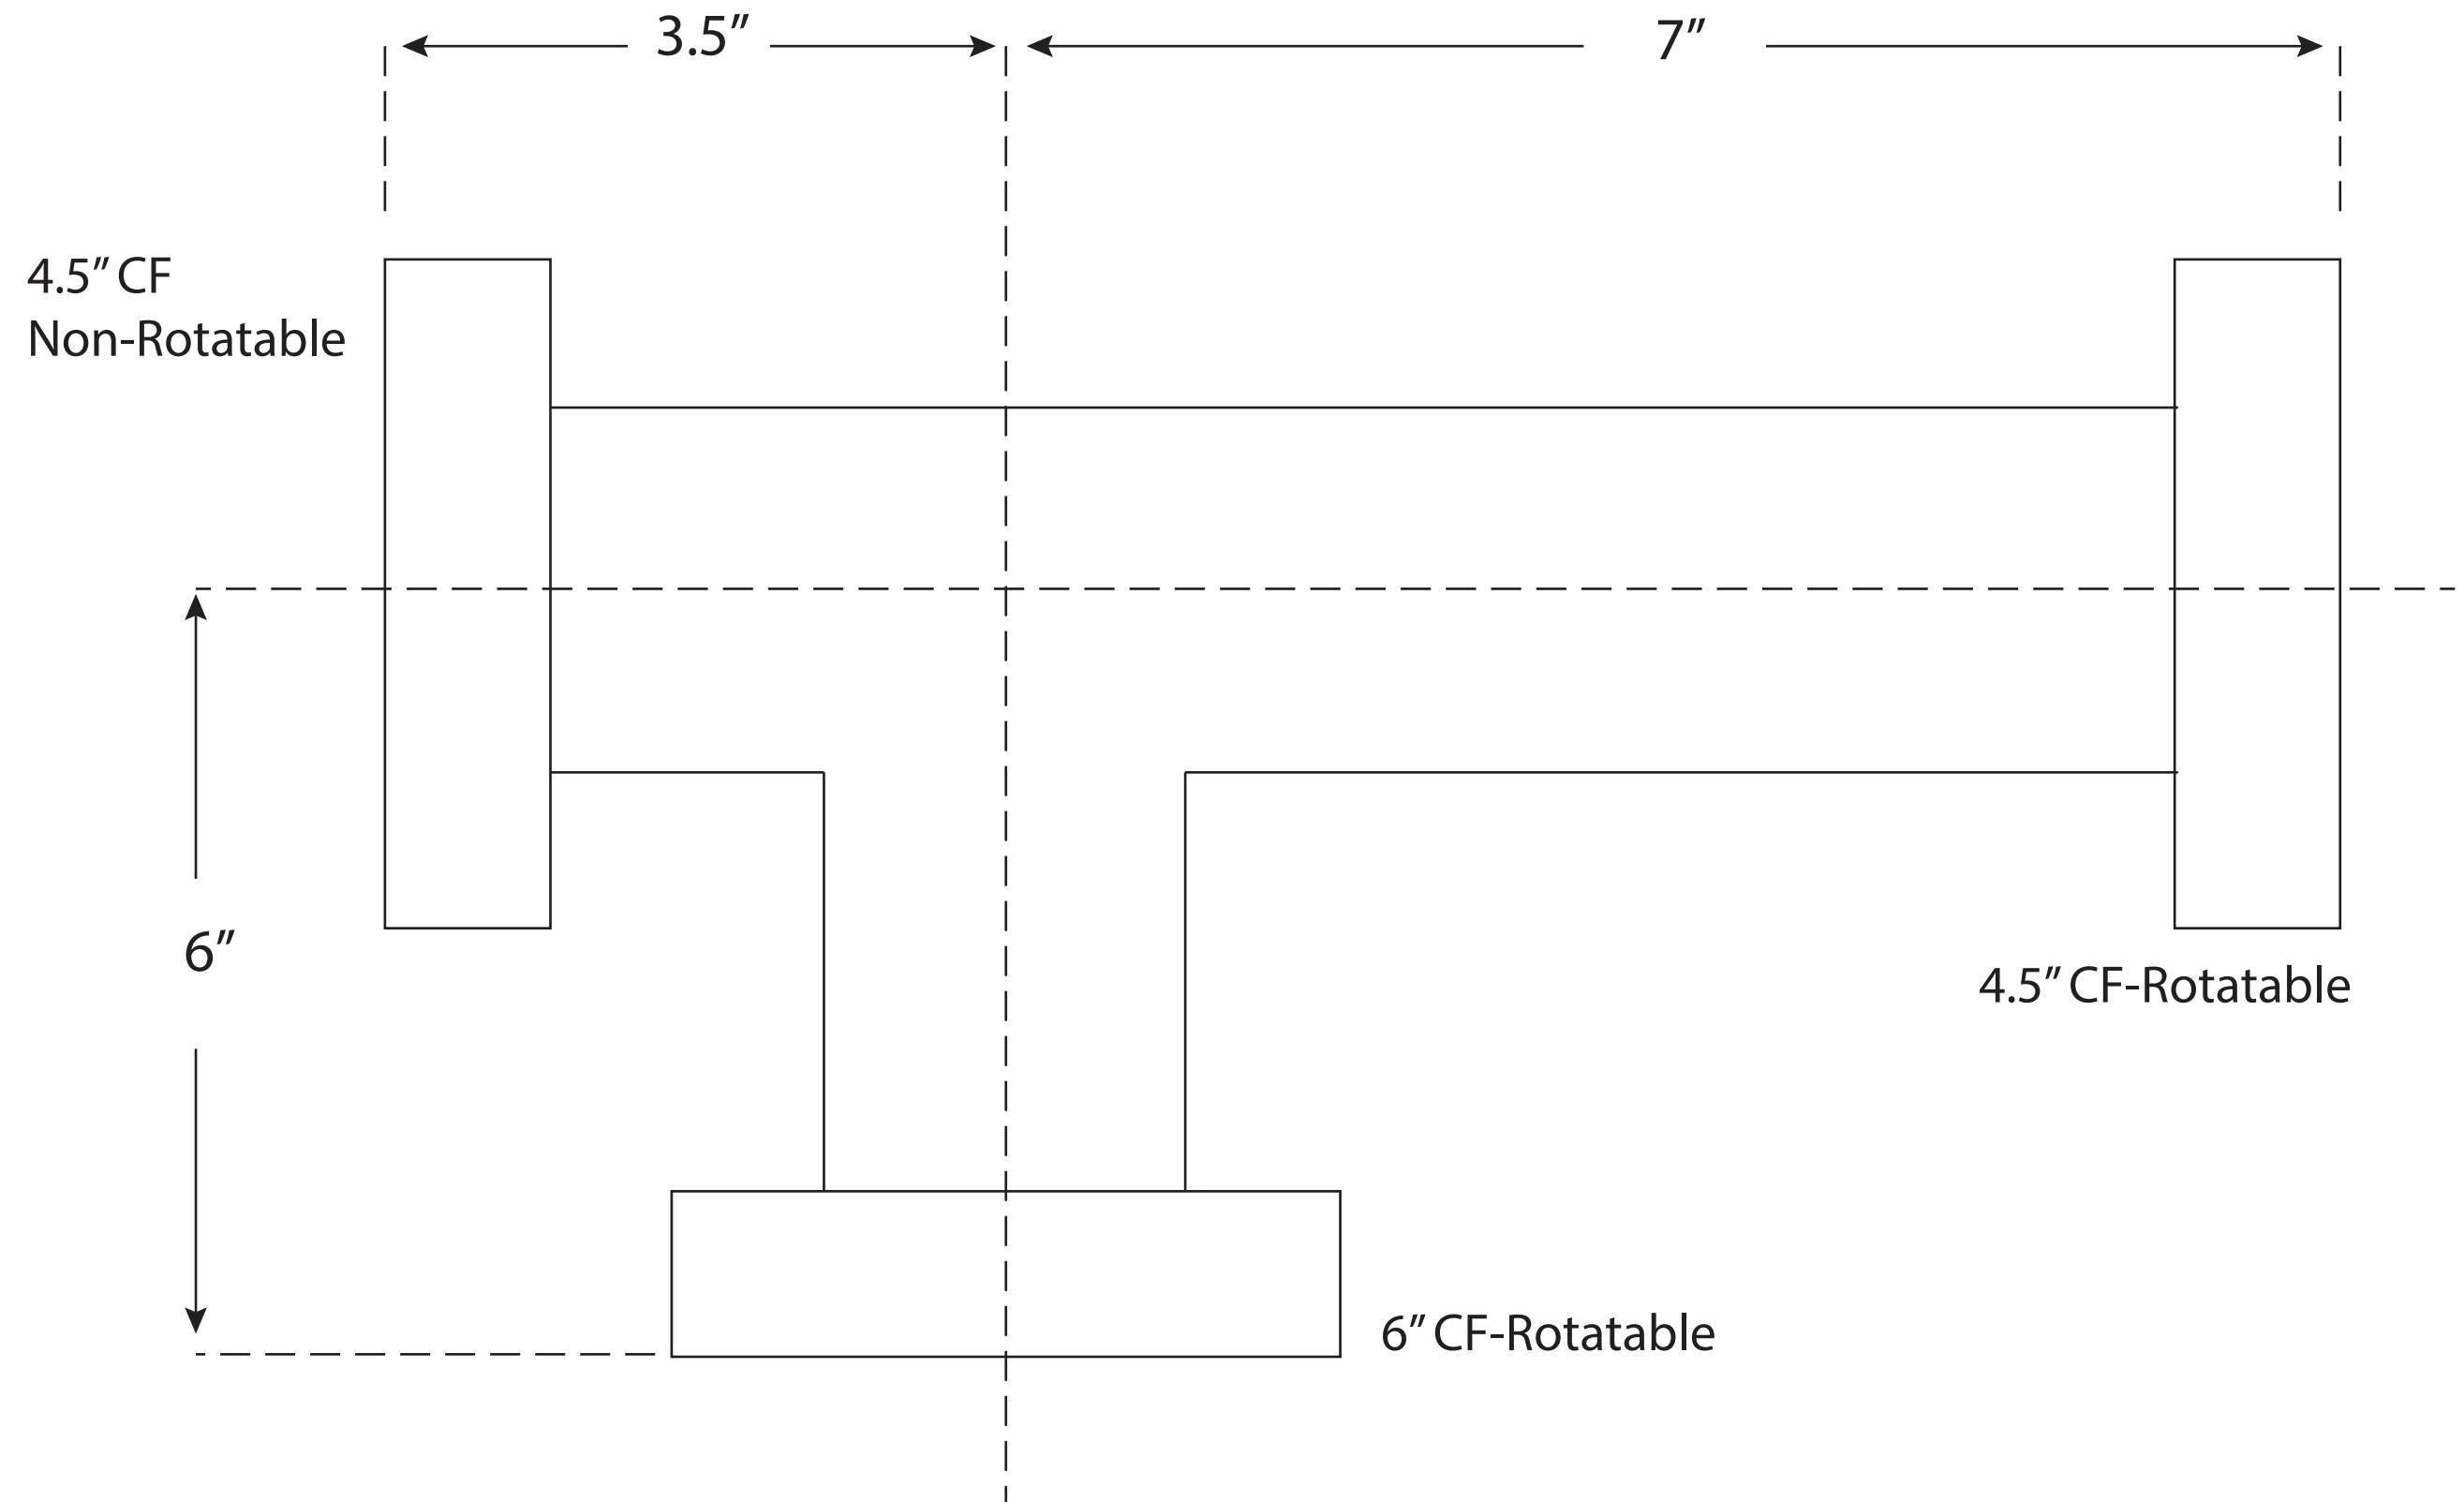 3.5”
7”
4.5” CF
Non-Rotatable
6”
4.5” CF-Rotatable
6” CF-Rotatable